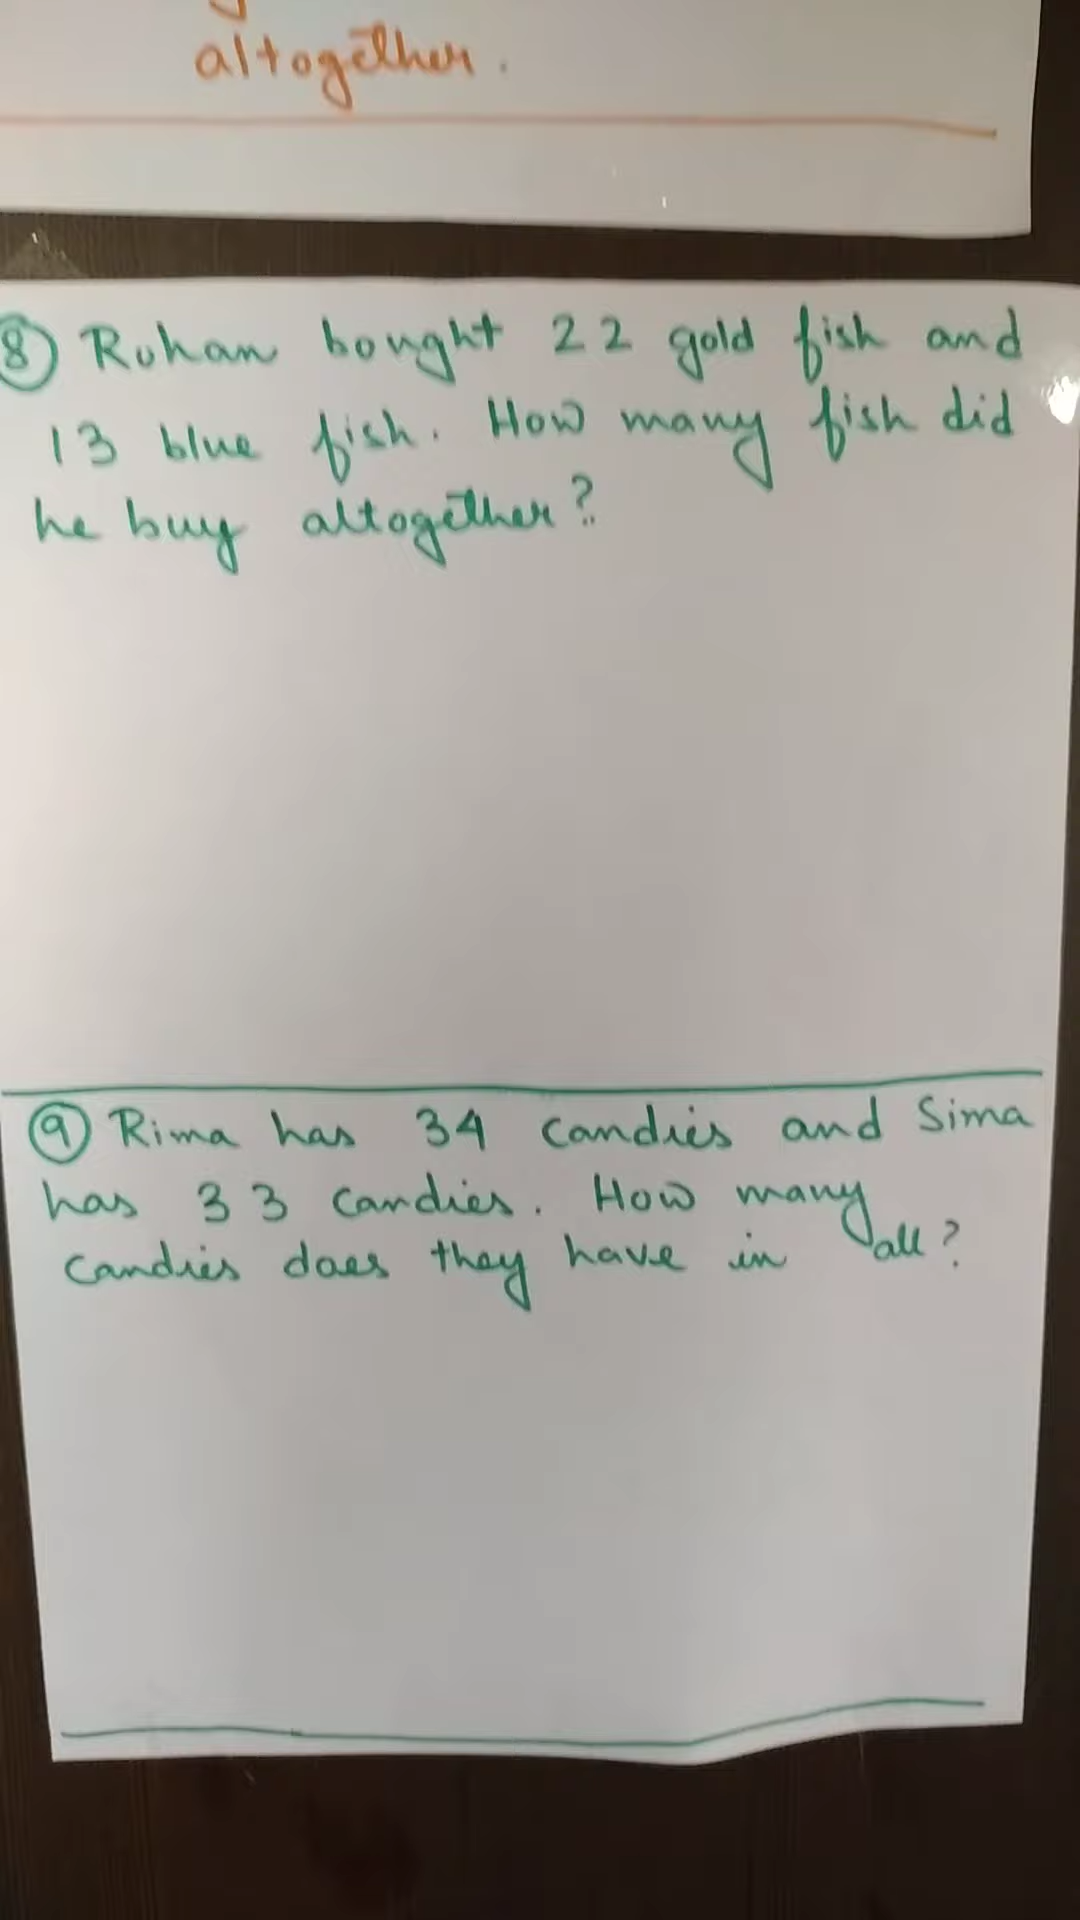 altogether.
8 Rohan bought 22 gold fish and
13 blue fish. How many fish did
he buy altogether?
9 Rima has 34 candies and Sima
has 33 candies. How many
candies does they have in all?